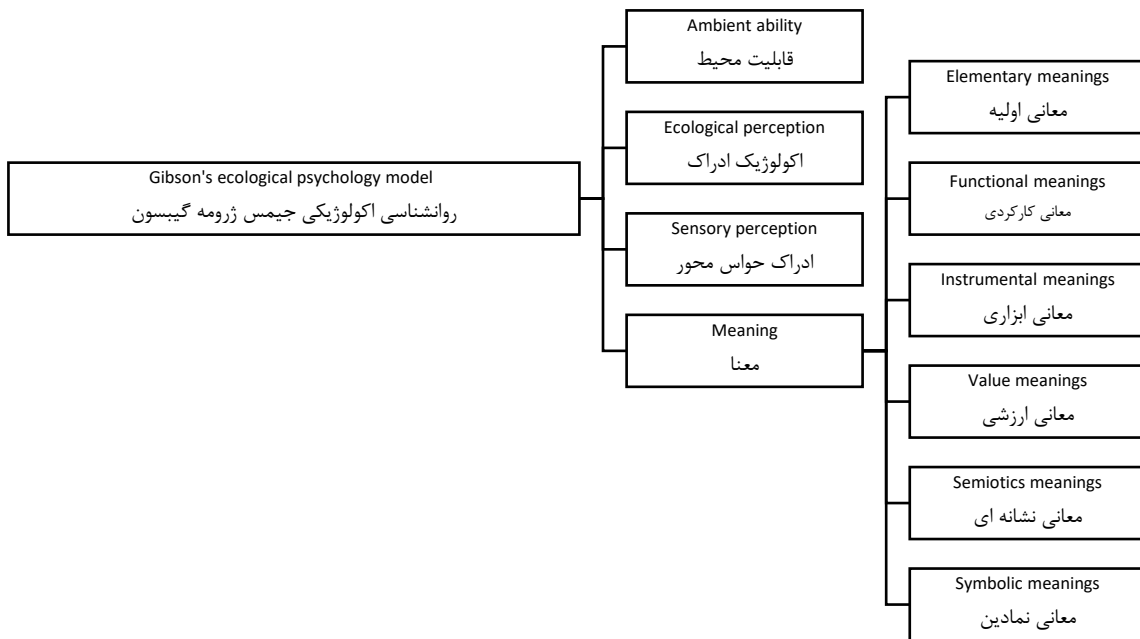 Gibson's ecological psychology model
روانشناسی اکولوژیکی جیمس ژرومه گیبسون
Ambient ability
قابلیت محیط
Ecological perception
اکولوژیک ادراک
Sensory perception
ادراک حواس محور
Meaning
معنا
Elementary meanings
معانی اولیه
Functional meanings
معانی کارکردی
Instrumental meanings
معانی ابزاری
Value meanings
معانی ارزشی
Semiotics meanings
معانی نشانه ای
Symbolic meanings
معانی نمادین